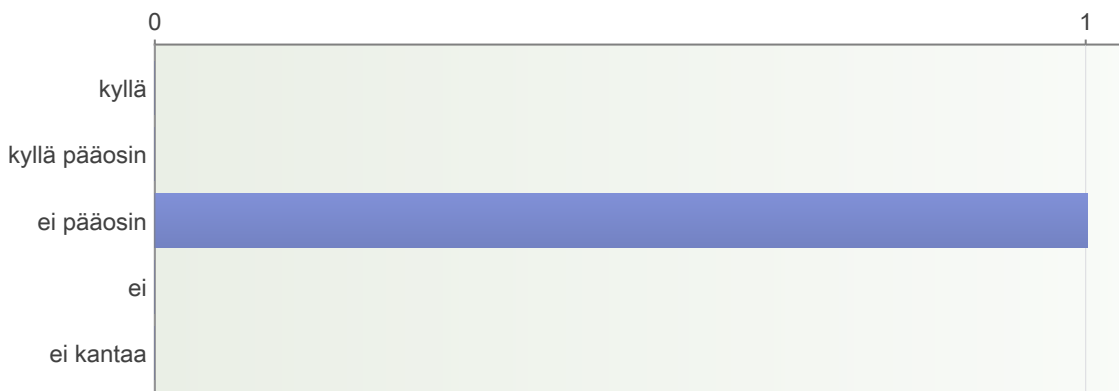 0 1
kyllä
kyllä pääosin
ei pääosin
ei
ei kantaa